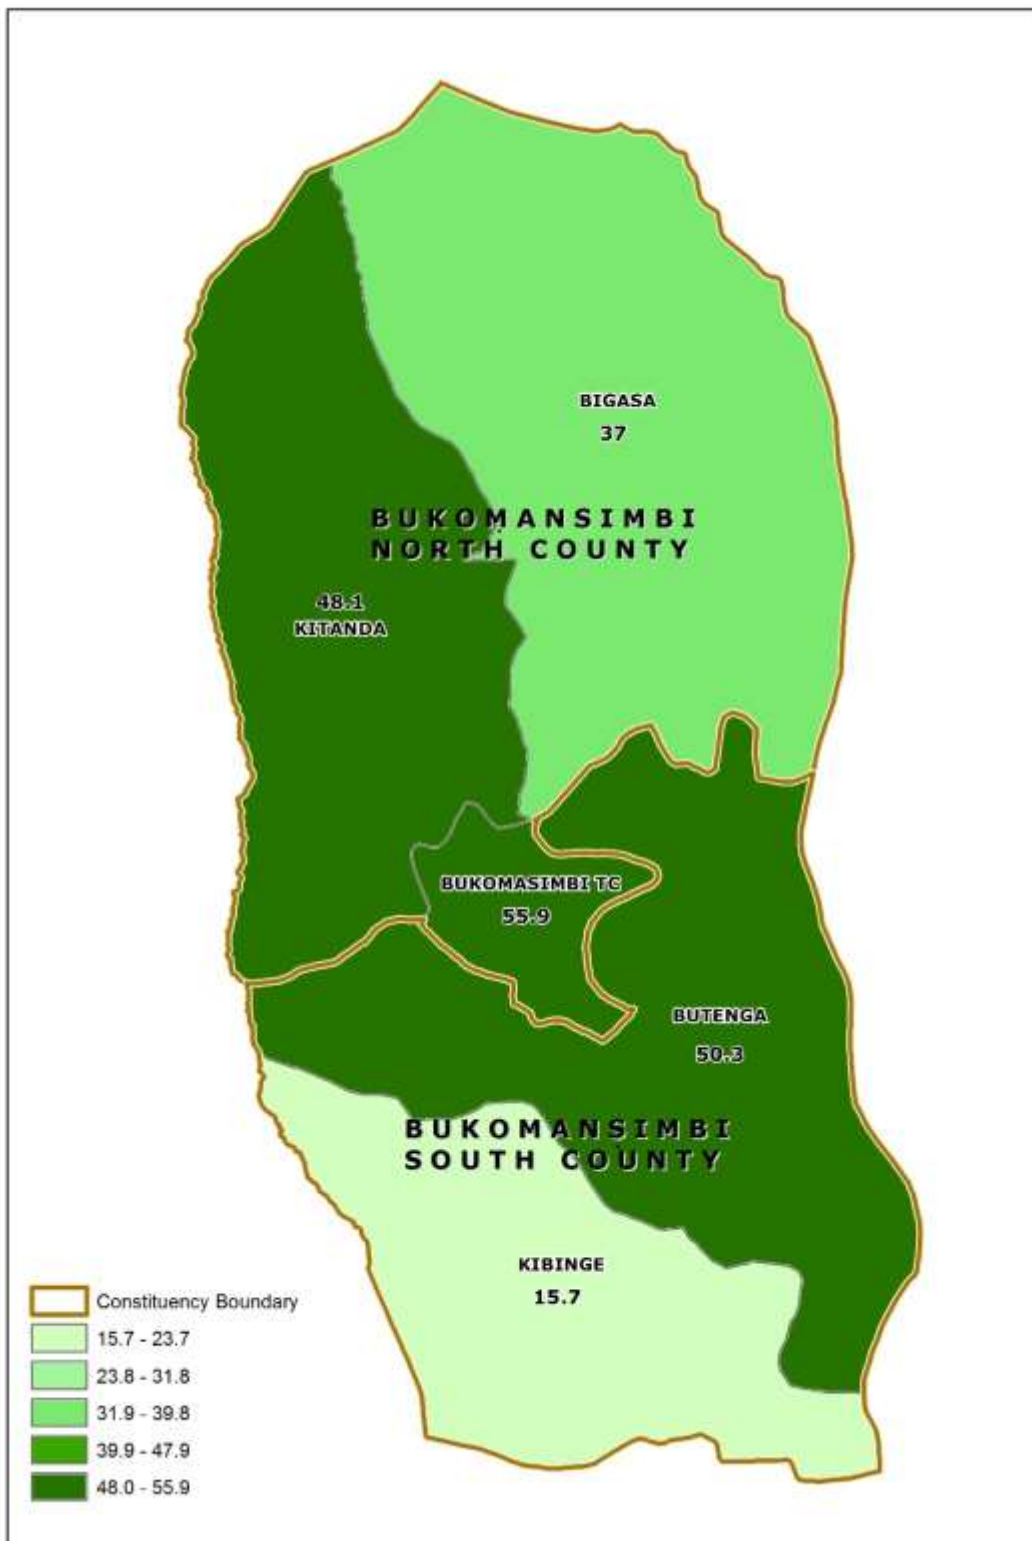 BIGASA
37
BUKOMANSIMBI
NORTH COUNTY
48.1
KITANDA
BUKOMASIMBI TC
55.9
BUTENGA
50.3
BUKOMANSIMBI
SOUTH COUNTY
KIBINGE
15.7
Constituency Boundary
15.7 - 23.7
23.8 - 31.8
31.9 - 39.8
39.9 - 47.9
48.0 - 55.9